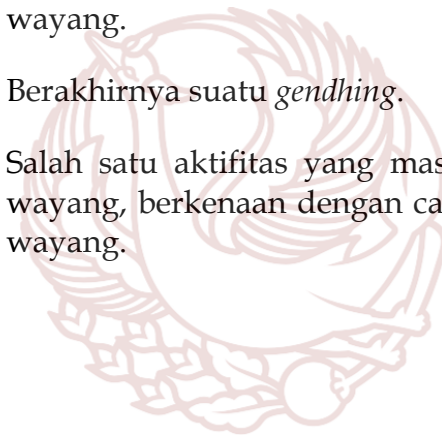 wayang.
Berakhirnya suatu gendhing.
Salah satu aktifitas yang mas
wayang, berkenaan dengan ca
wayang.